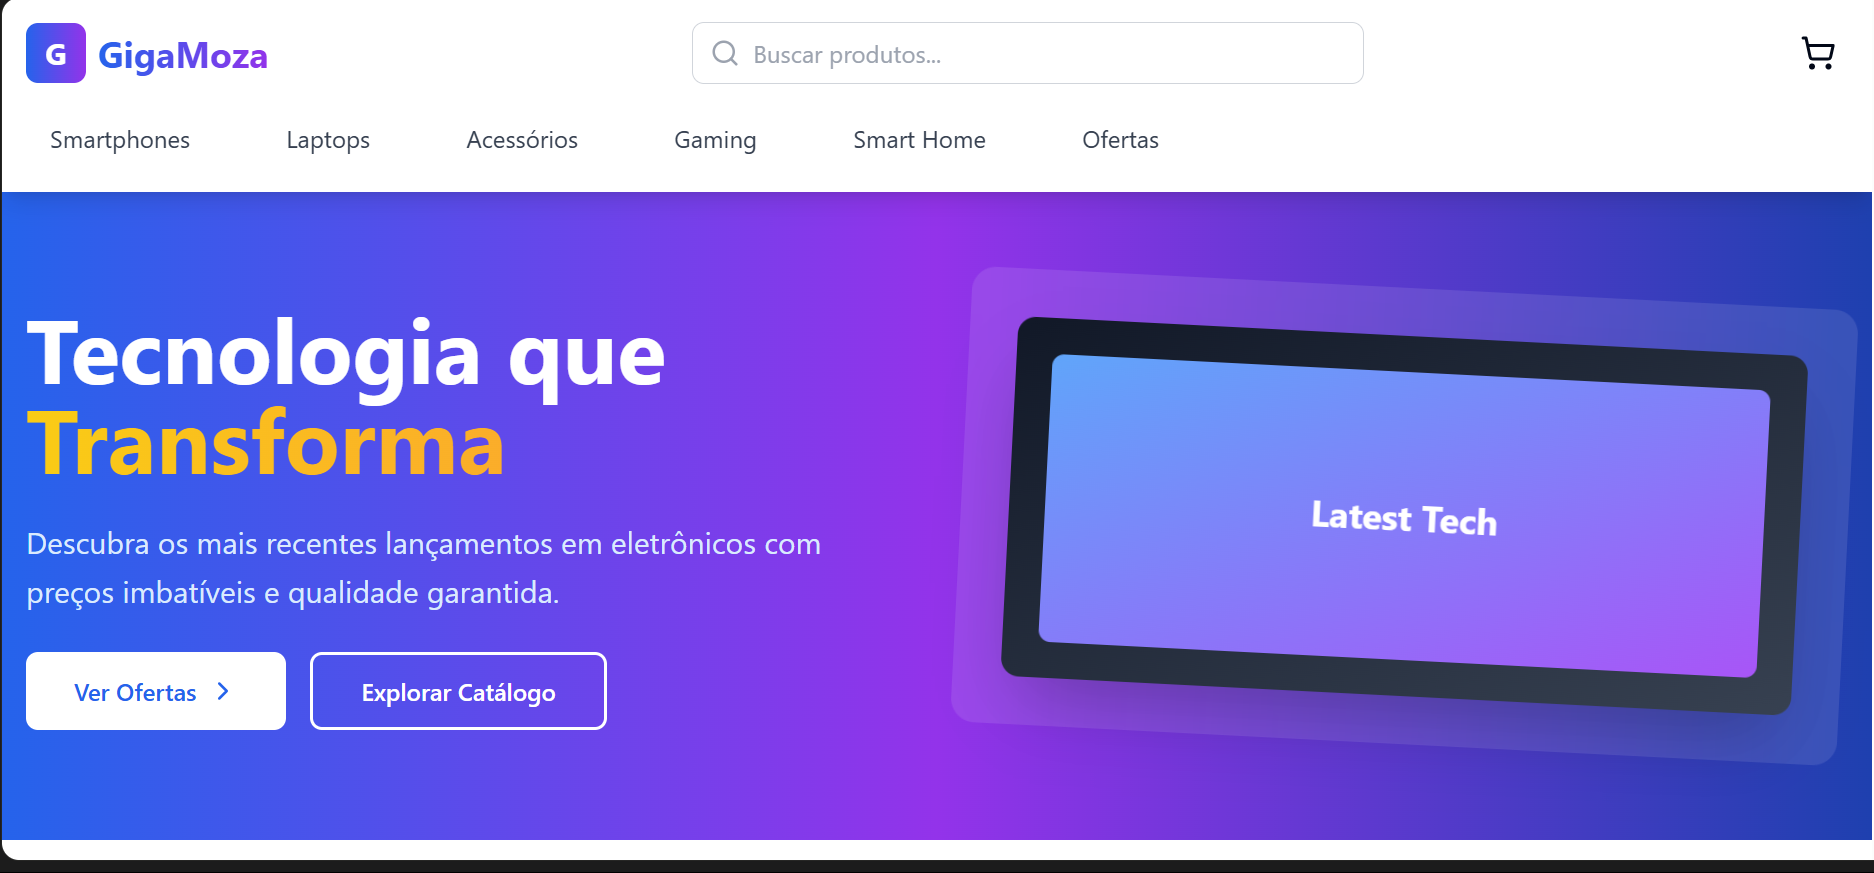 G GigaMoza
Buscar produtos...
Smartphones Laptops Acessórios Gaming Smart Home Ofertas
Tecnologia que
Transforma
Descubra os mais recentes lançamentos em eletrônicos com
preços imbatíveis e qualidade garantida.
Ver Ofertas
Explorar Catálogo
Latest Tech